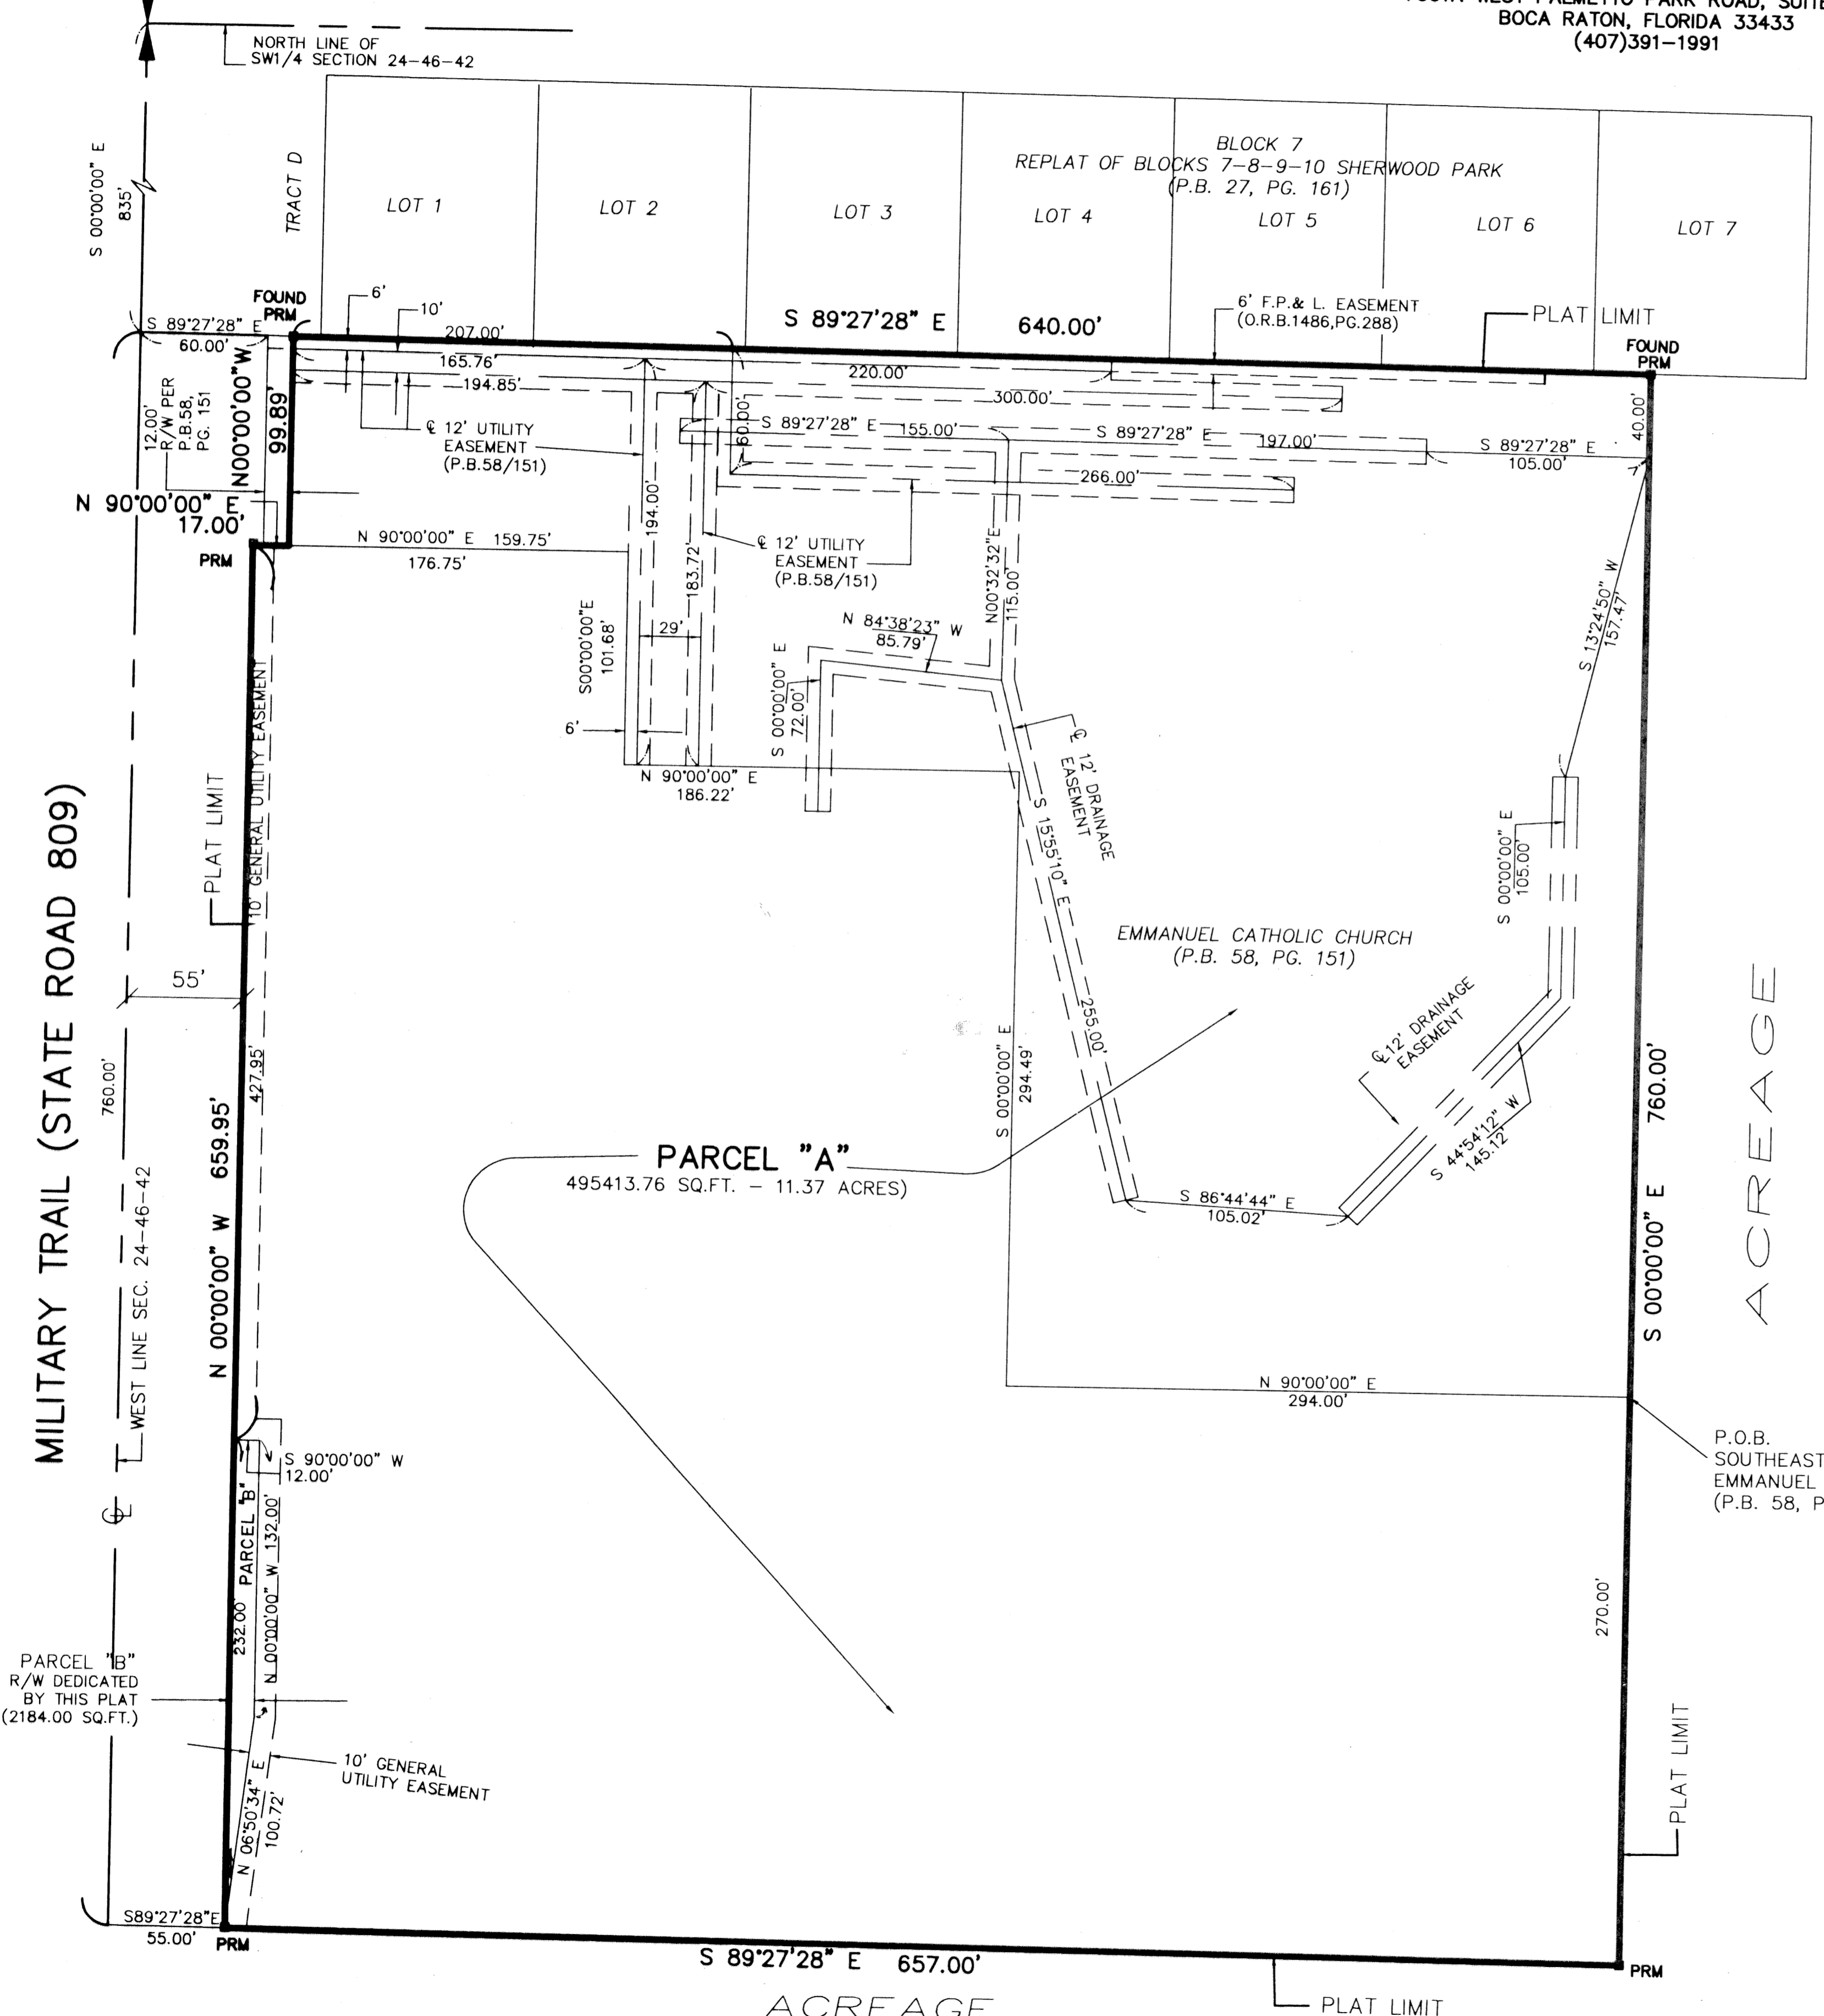 BOCA RATON, FLORIDA 33433
(407)391-1991
NORTH LINE OF
SW1/4 SECTION 24-46-42
S 00°00'00" E
835'
TRACT D
BLOCK 7
REPLAT OF BLOCKS 7-8-9-10 SHERWOOD PARK
(P.B. 27, PG. 161)
LOT 1
LOT 2
LOT 3
LOT 4
LOT 5
LOT 6
LOT 7
FOUND
PRM
6'
10'
S 89°27'28" E
60.00'
207.00'
S 89°27'28" E 640.00'
6' F.P.& L. EASEMENT
(O.R.B.1486,PG.288)
PLAT LIMIT
FOUND
PRM
165.76'
194.85'
220.00'
300.00'
12.00'
R/W PER
P.B.58,
PG. 151
N00°00'00"W
99.89'
℄ 12' UTILITY
EASEMENT
(P.B.58/151)
60.00'
S 89°27'28" E 155.00'
S 89°27'28" E 197.00'
S 89°27'28" E
105.00'
40.00'
266.00'
N 90°00'00" E
17.00'
PRM
N 90°00'00" E 159.75'
176.75'
194.00'
183.72'
℄ 12' UTILITY
EASEMENT
(P.B.58/151)
N00°32'32"E
115.00'
S 13°24'50" W
157.47'
S00°00'00"E
101.68'
29'
6'
N 84°38'23" W
85.79'
S 00°00'00" E
72.00'
N 90°00'00" E
186.22'
℄ 12' DRAINAGE
EASEMENT
S 15°55'10" E
255.00'
S 00°00'00" E
105.00'
10' GENERAL UTILITY EASEMENT
PLAT LIMIT
MILITARY TRAIL (STATE ROAD 809)
55'
EMMANUEL CATHOLIC CHURCH
(P.B. 58, PG. 151)
℄12' DRAINAGE
EASEMENT
S 44°54'12" W
145.12'
ACREAGE
760.00'
427.95'
N 00°00'00" W 659.95'
S 00°00'00" E
294.49'
S 00°00'00" E 760.00'
PARCEL "A"
495413.76 SQ.FT. - 11.37 ACRES)
S 86°44'44" E
105.02'
WEST LINE SEC. 24-46-42
N 90°00'00" E
294.00'
P.O.B.
SOUTHEAST
EMMANUEL
(P.B. 58, P
℄
S 90°00'00" W
12.00'
232.00' PARCEL "B"
N 00°00'00" W 132.00'
270.00'
PARCEL "B"
R/W DEDICATED
BY THIS PLAT
(2184.00 SQ.FT.)
10' GENERAL
UTILITY EASEMENT
N 06°50'34" E
100.72'
PLAT LIMIT
S89°27'28"E
55.00'
PRM
S 89°27'28" E 657.00'
PRM
ACREAGE
PLAT LIMIT